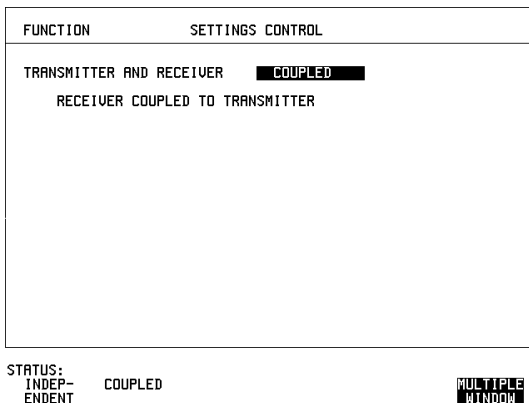 FUNCTION SETTINGS CONTROL
TRANSMITTER AND RECEIVER COUPLED
RECEIVER COUPLED TO TRANSMITTER
STATUS:
INDEP- COUPLED MULTIPLE
ENDENT WINDOW